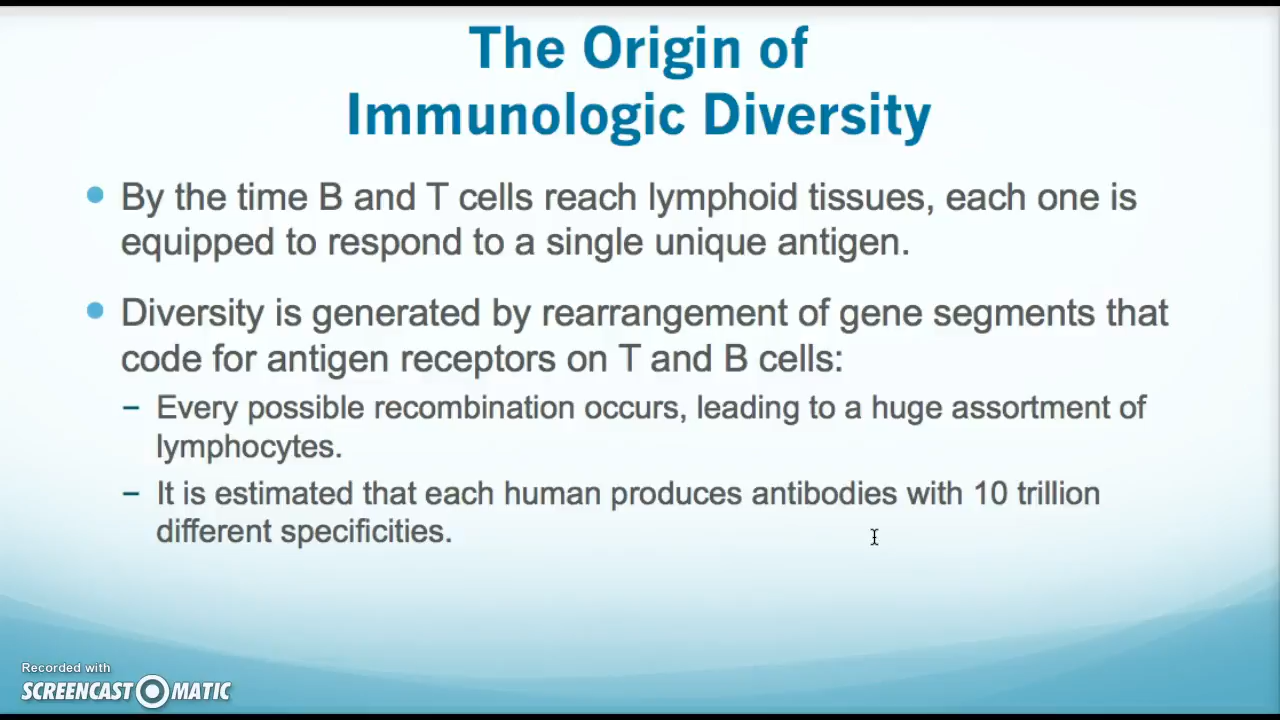 The Origin of
Immunologic Diversity
• By the time B and T cells reach lymphoid tissues, each one is
equipped to respond to a single unique antigen.
• Diversity is generated by rearrangement of gene segments that
code for antigen receptors on T and B cells:
– Every possible recombination occurs, leading to a huge assortment of
lymphocytes.
– It is estimated that each human produces antibodies with 10 trillion
different specificities.
Recorded with
SCREENCAST MATIC